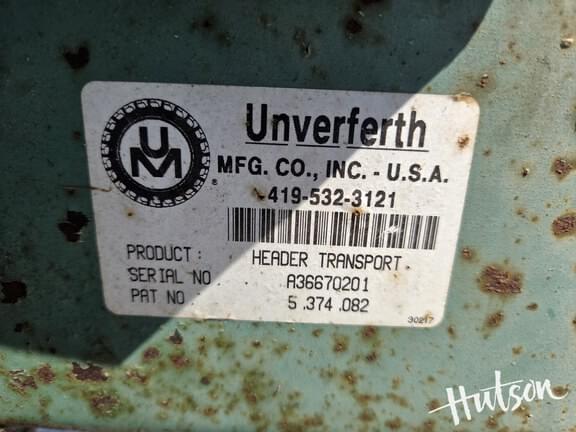 UM
®
Unverferth
MFG. CO., INC. - U.S.A.
419-532-3121
PRODUCT: HEADER TRANSPORT
SERIAL NO A36670201
PAT NO 5,374,082
30217
Hutson